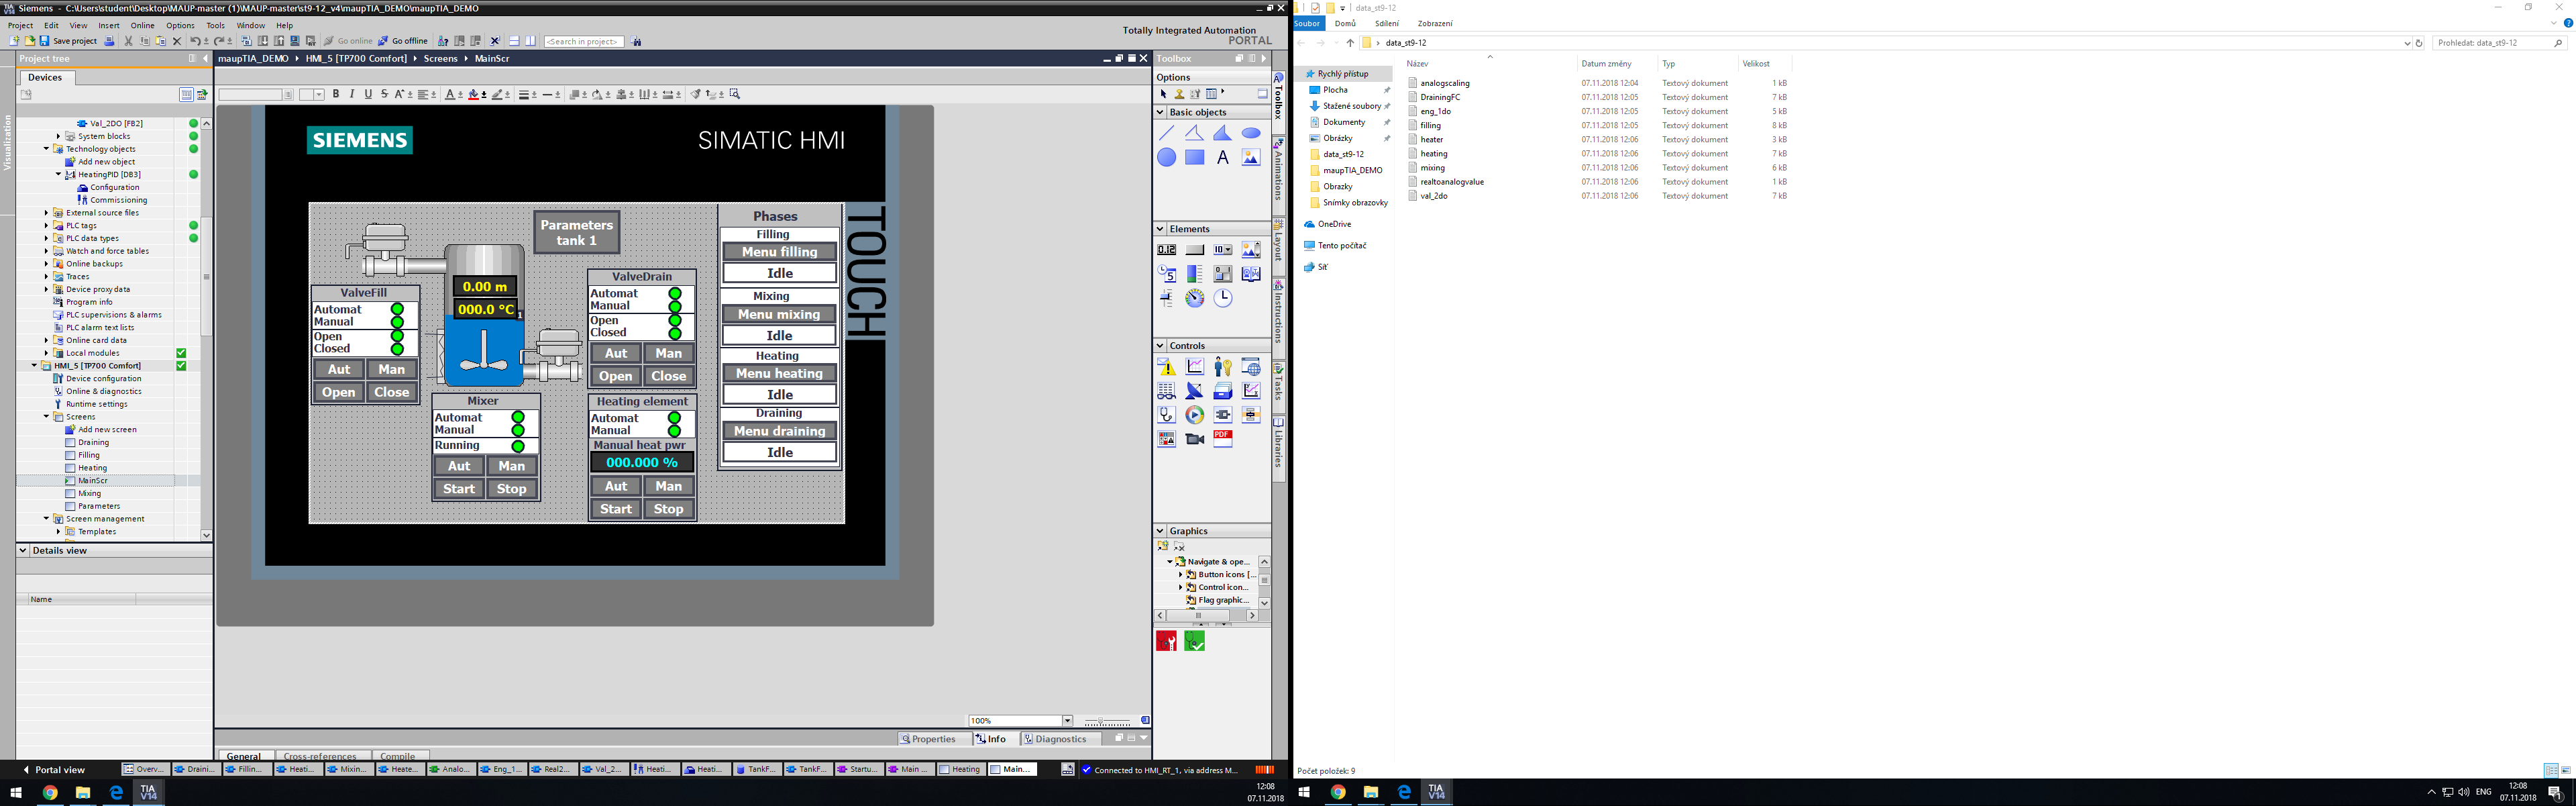 Siemens - C:\Users\student\Desktop\MAUP-master (1)\MAUP-master\st9-12_v4\maupTIA_DEMO\maupTIA_DEMO
Project Edit View Insert Online Options Tools Window Help
Save project
Go online
Go offline
<Search in project>
Totally Integrated Automation
PORTAL
Project tree
Devices
Visualization
Val_2DO [FB2]
System blocks
Technology objects
Add new object
HeatingPID [DB3]
Configuration
Commissioning
External source files
PLC tags
PLC data types
Watch and force tables
Online backups
Traces
Device proxy data
Program info
PLC supervisions & alarms
PLC alarm text lists
Online card data
Local modules
HMI_5 [TP700 Comfort]
Device configuration
Online & diagnostics
Runtime settings
Screens
Add new screen
Draining
Filling
Heating
MainScr
Mixing
Parameters
Screen management
Templates
Details view
Name
maupTIA_DEMO HMI_5 [TP700 Comfort] Screens MainScr
B I U S
SIEMENS
SIMATIC HMI
TOUCH
Parameters
tank 1
0.00 m
000.0 °C
1
ValveFill
Automat
Manual
Open
Closed
Aut Man
Open Close
Mixer
Automat
Manual
Running
Aut Man
Start Stop
ValveDrain
Automat
Manual
Open
Closed
Aut Man
Open Close
Heating element
Automat
Manual
Manual heat pwr
000.000 %
Aut Man
Start Stop
Phases
Filling
Menu filling
Idle
Mixing
Menu mixing
Idle
Heating
Menu heating
Idle
Draining
Menu draining
Idle
100%
Properties
Info
Diagnostics
General Cross-references Compile
Toolbox
Options
Basic objects
A
Elements
Controls
PDF
Graphics
Navigate & ope...
Button icons [...
Control icon...
Flag graphic...
Toolbox
Animations
Layout
Instructions
Tasks
Libraries
Portal view
Overv...
Draini...
Fillin...
Heati...
Mixin...
Heate...
Analo...
Eng_1...
Real2...
Val_2...
Heati...
Heati...
TankF...
TankF...
Startu...
Main ...
Heating
Main...
Connected to HMI_RT_1, via address M...
TIA
V14
12:08
07.11.2018
data_st9-12
Soubor Domů Sdílení Zobrazení
data_st9-12
Prohledat: data_st9-12
Rychlý přístup
Plocha
Stažené soubory
Dokumenty
Obrázky
data_st9-12
maupTIA_DEMO
Obrazky
Snímky obrazovky
OneDrive
Tento počítač
Síť
Název Datum změny Typ Velikost
analogscaling 07.11.2018 12:04 Textový dokument 1 kB
DrainingFC 07.11.2018 12:05 Textový dokument 7 kB
eng_1do 07.11.2018 12:05 Textový dokument 5 kB
filling 07.11.2018 12:05 Textový dokument 8 kB
heater 07.11.2018 12:06 Textový dokument 3 kB
heating 07.11.2018 12:06 Textový dokument 7 kB
mixing 07.11.2018 12:06 Textový dokument 6 kB
realtoanalogvalue 07.11.2018 12:06 Textový dokument 1 kB
val_2do 07.11.2018 12:06 Textový dokument 7 kB
Počet položek: 9
TIA
V14
ENG
12:08
07.11.2018